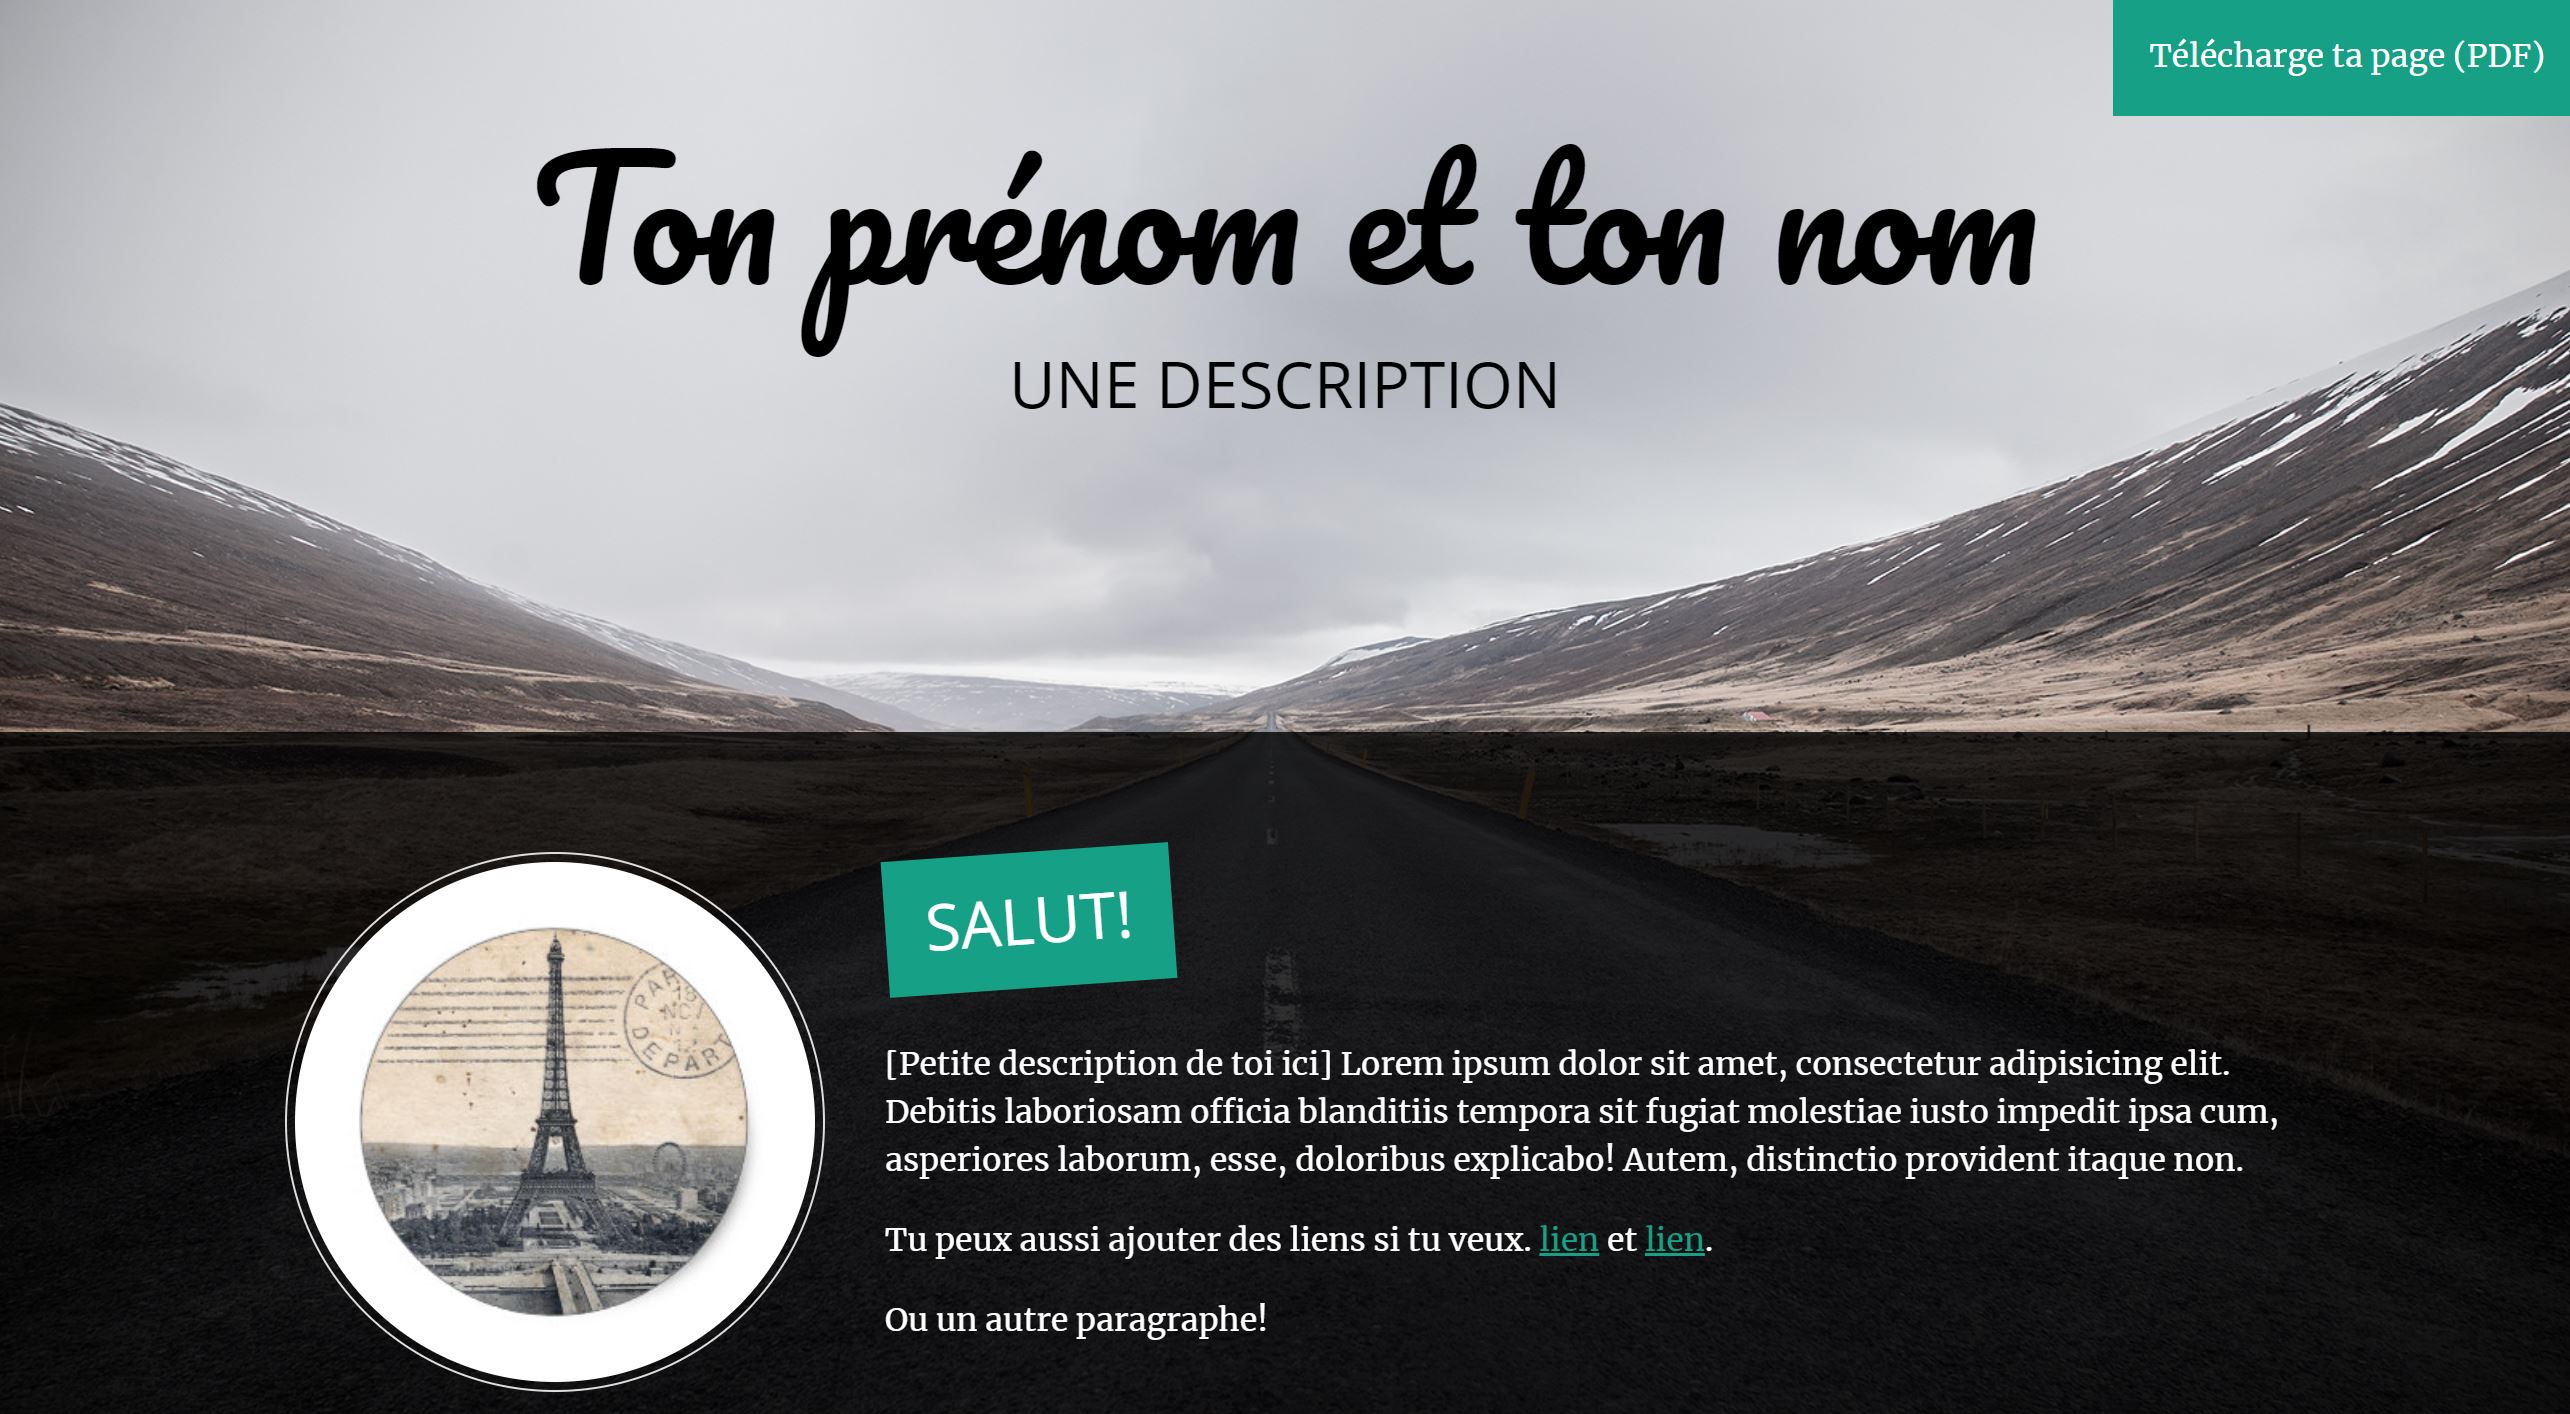 Télécharge ta page (PDF)
Ton prénom et ton nom
UNE DESCRIPTION
SALUT!
PAR
18
NO
DEPART
[Petite description de toi ici] Lorem ipsum dolor sit amet, consectetur adipisicing elit.
Debitis laboriosam officia blanditiis tempora sit fugiat molestiae iusto impedit ipsa cum,
asperiores laborum, esse, doloribus explicabo! Autem, distinctio provident itaque non.
Tu peux aussi ajouter des liens si tu veux. lien et lien.
Ou un autre paragraphe!